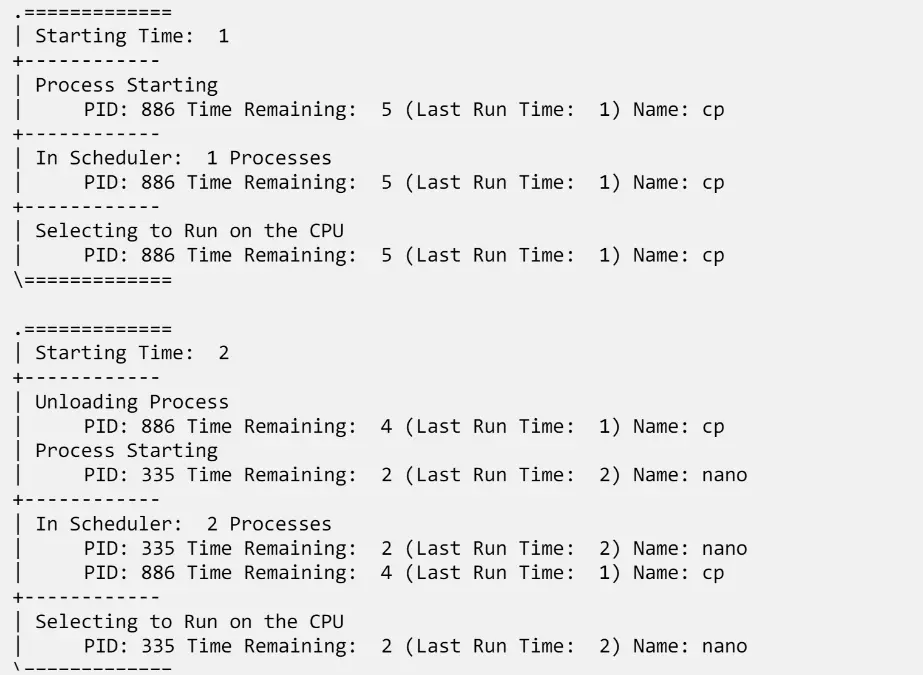 .=============
| Starting Time:  1
+------------
| Process Starting
|     PID: 886 Time Remaining:  5 (Last Run Time:  1) Name: cp
+------------
| In Scheduler:  1 Processes
|     PID: 886 Time Remaining:  5 (Last Run Time:  1) Name: cp
+------------
| Selecting to Run on the CPU
|     PID: 886 Time Remaining:  5 (Last Run Time:  1) Name: cp
\=============

.=============
| Starting Time:  2
+------------
| Unloading Process
|     PID: 886 Time Remaining:  4 (Last Run Time:  1) Name: cp
| Process Starting
|     PID: 335 Time Remaining:  2 (Last Run Time:  2) Name: nano
+------------
| In Scheduler:  2 Processes
|     PID: 335 Time Remaining:  2 (Last Run Time:  2) Name: nano
|     PID: 886 Time Remaining:  4 (Last Run Time:  1) Name: cp
+------------
| Selecting to Run on the CPU
|     PID: 335 Time Remaining:  2 (Last Run Time:  2) Name: nano
\=============